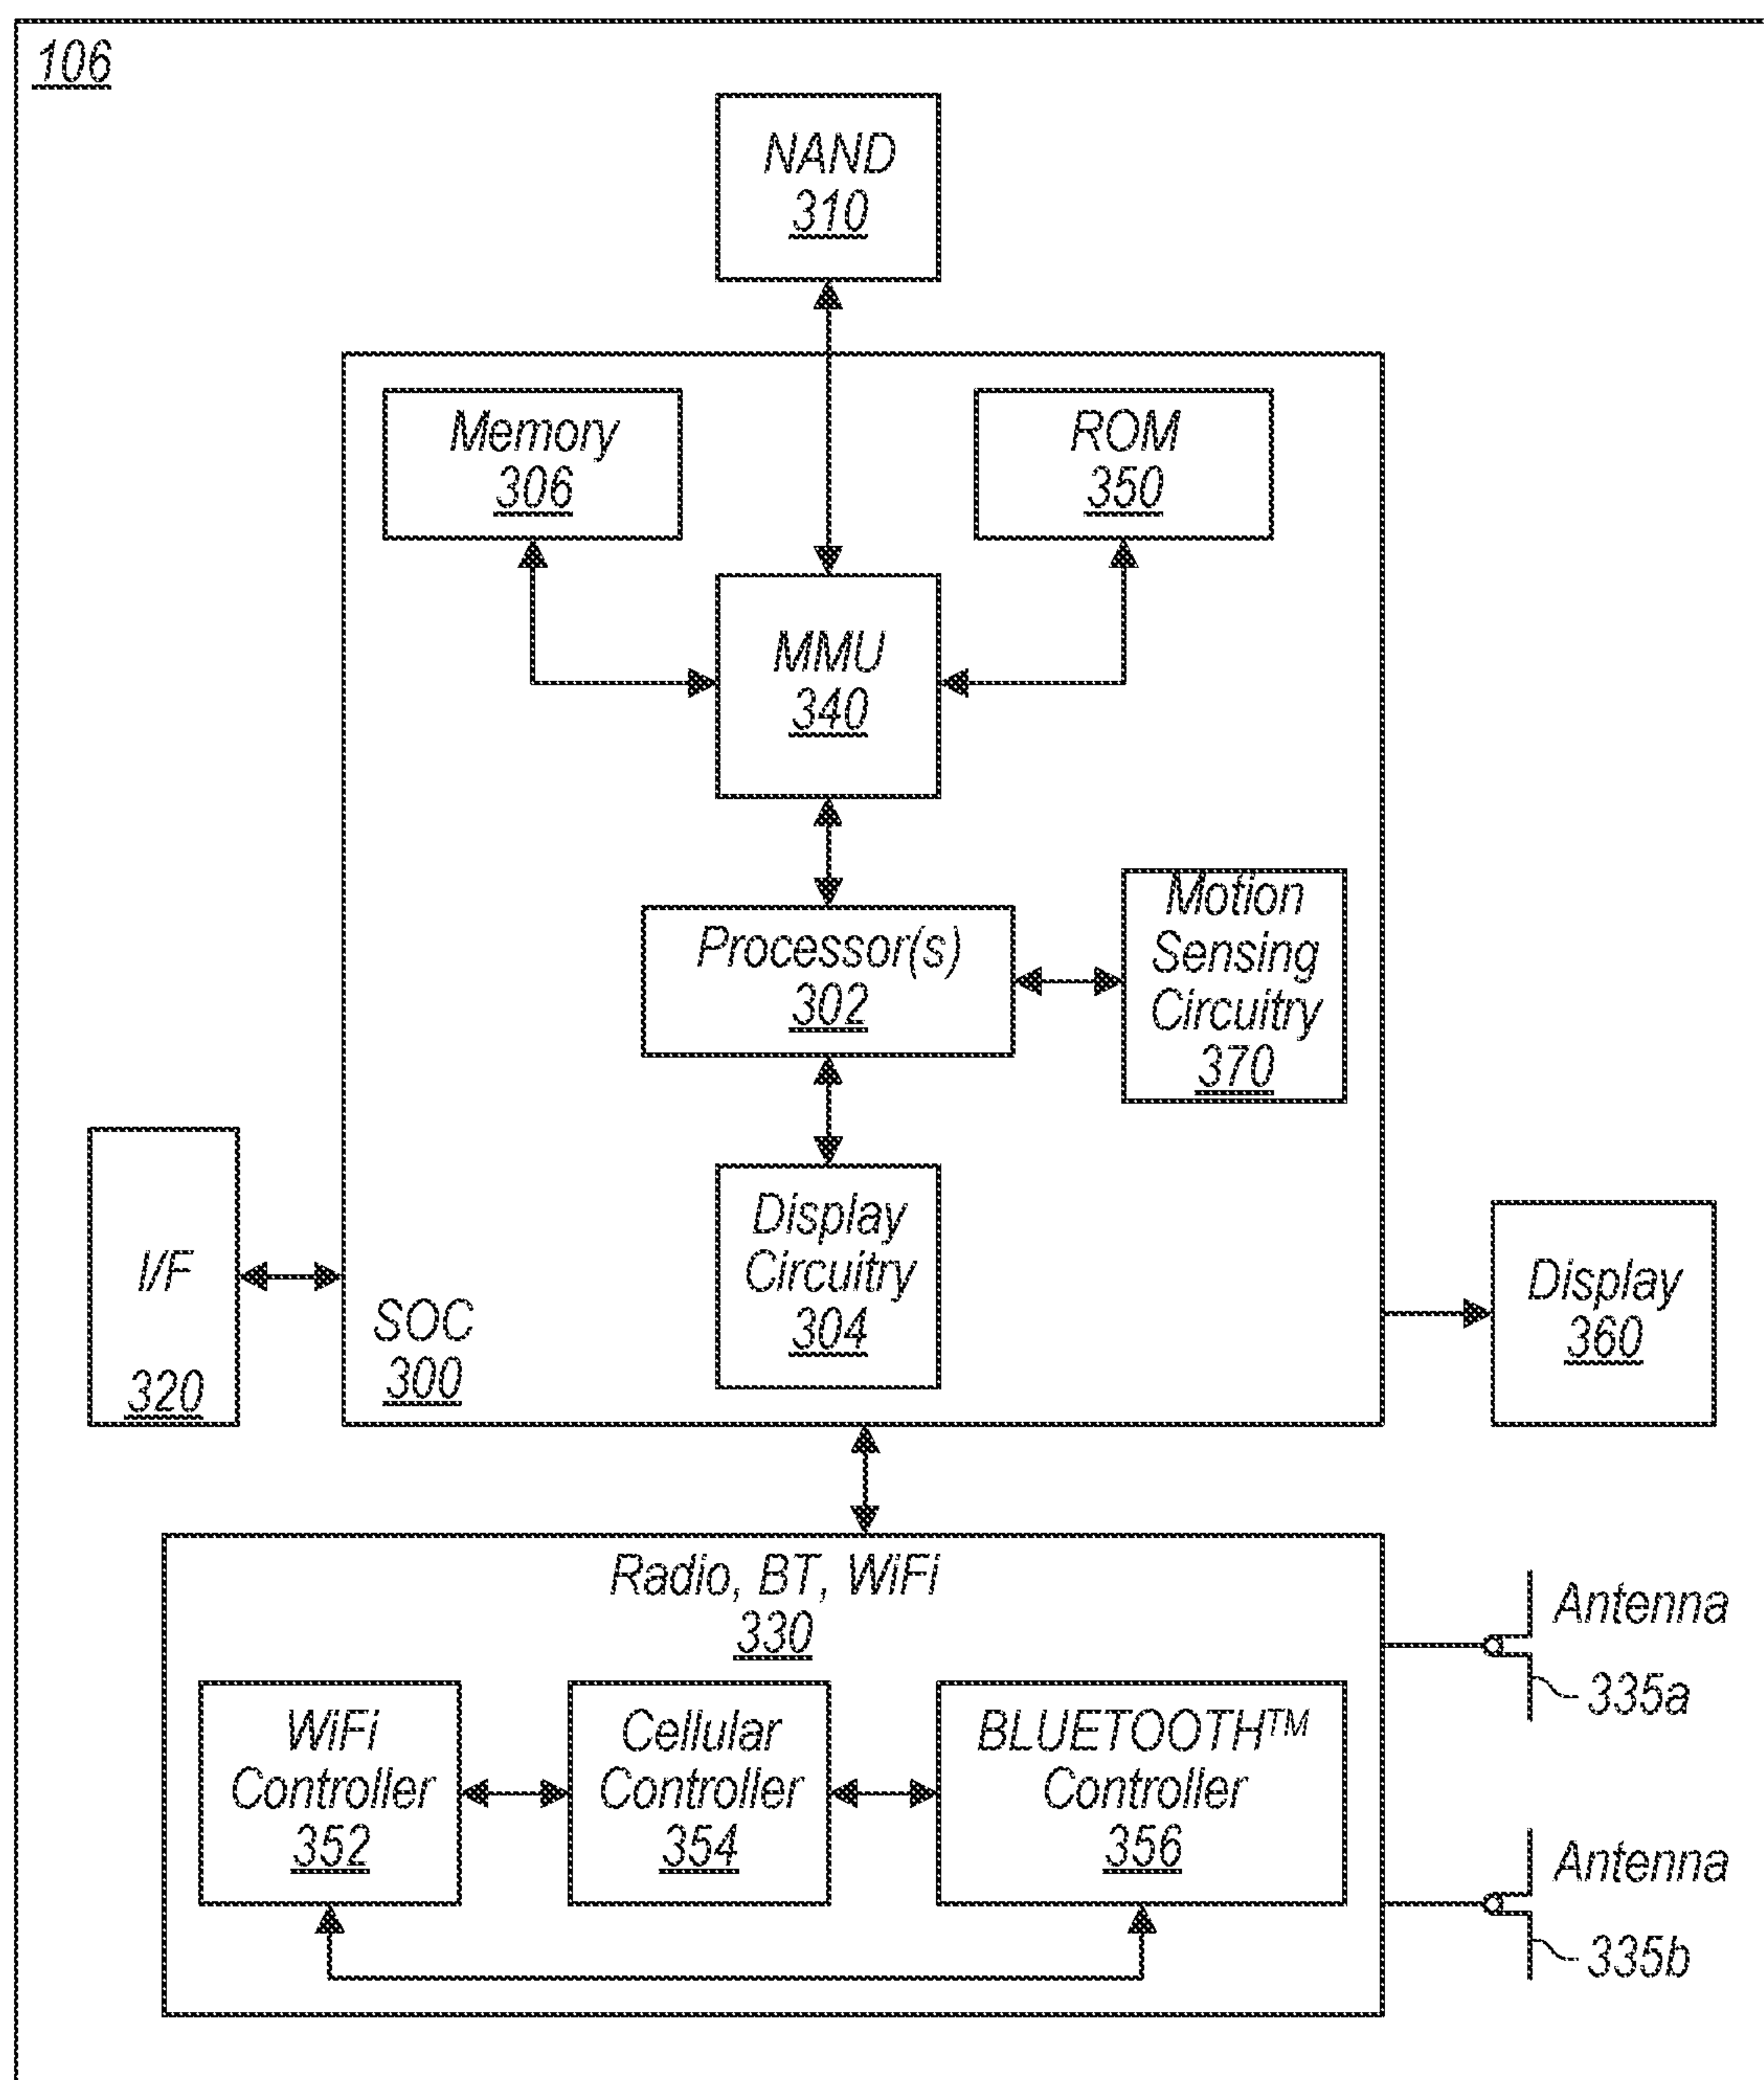 106
NAND
310
Memory
306
ROM
350
MMU
340
Processor(s)
302
Motion
Sensing
Circuitry
370
Display
Circuitry
304
I/F
320
SOC
300
Display
360
Radio, BT, WiFi
330
WiFi
Controller
352
Cellular
Controller
354
BLUETOOTH™
Controller
356
Antenna
335a
Antenna
335b